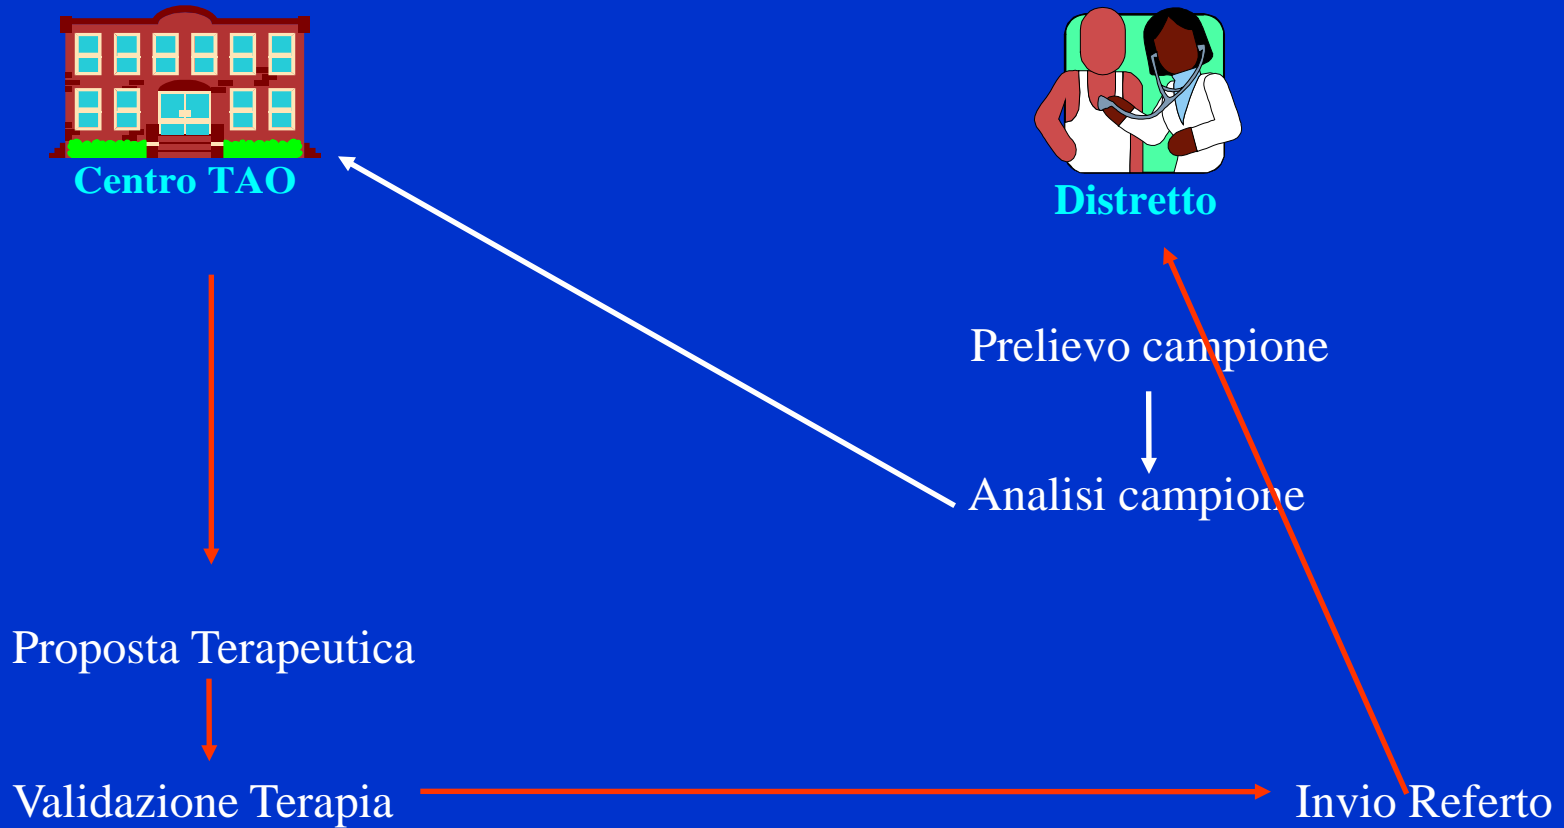 Centro TAO
Distretto
Prelievo campione
Analisi campione
Proposta Terapeutica
Validazione Terapia
Invio Referto